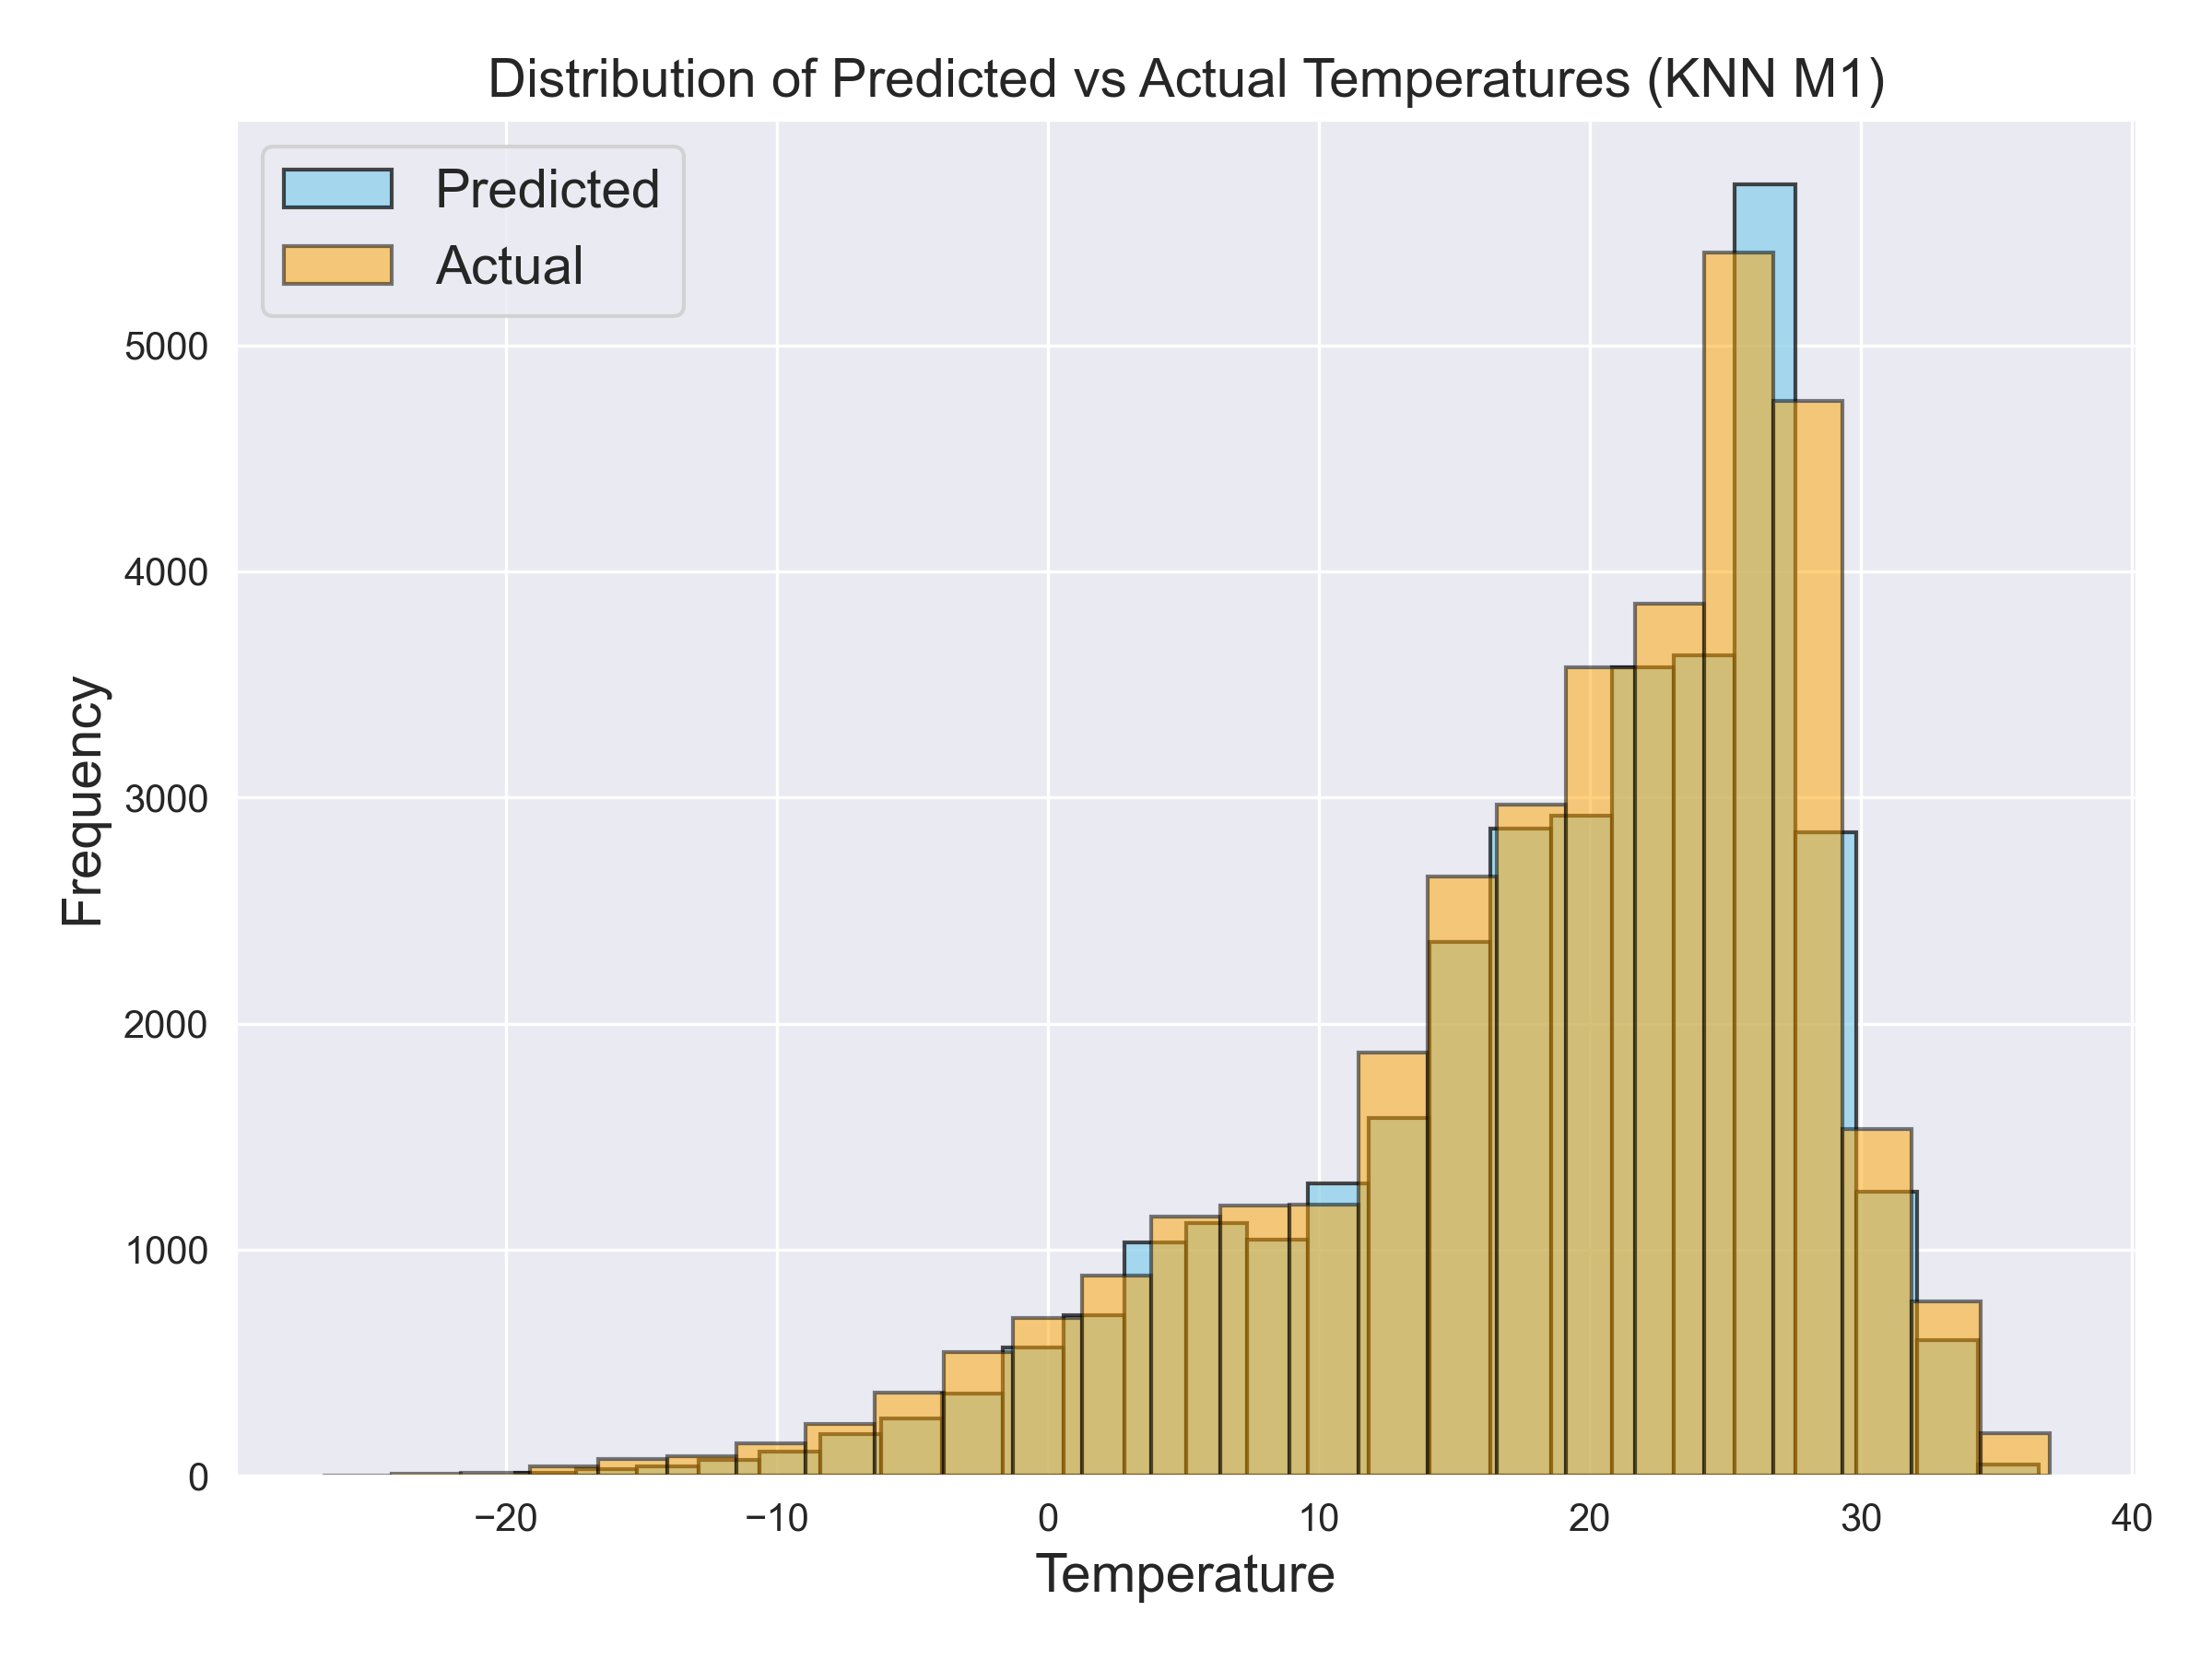 Distribution of Predicted vs Actual Temperatures (KNN M1)
Predicted
Actual
Frequency
5000
4000
3000
2000
1000
0
−20
−10
0
10
20
30
40
Temperature